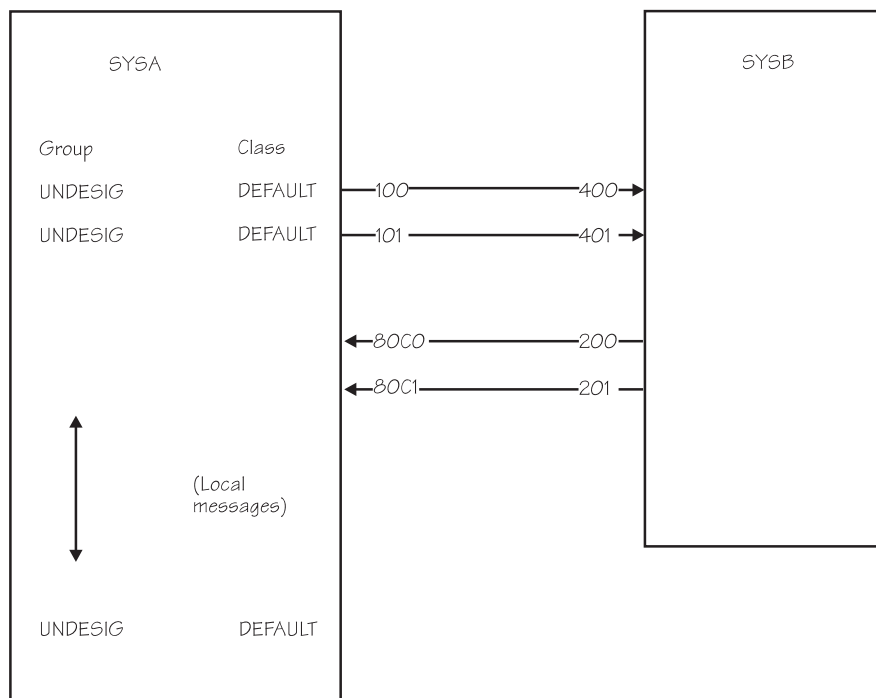 SYSA
SYSB
Group Class
UNDESIG DEFAULT 100 400
UNDESIG DEFAULT 101 401
80C0 200
80C1 201
(Local
messages)
UNDESIG DEFAULT